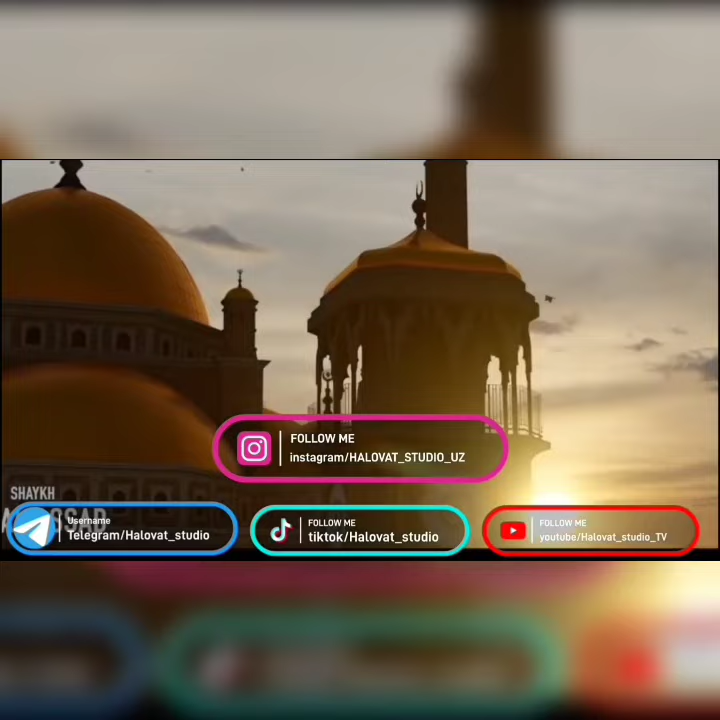 FOLLOW ME
instagram/HALOVAT_STUDIO_UZ
SHAYKH
Username
Telegram/Halovat_studio
FOLLOW ME
tiktok/Halovat_studio
FOLLOW ME
youtube/Halovat_studio_TV